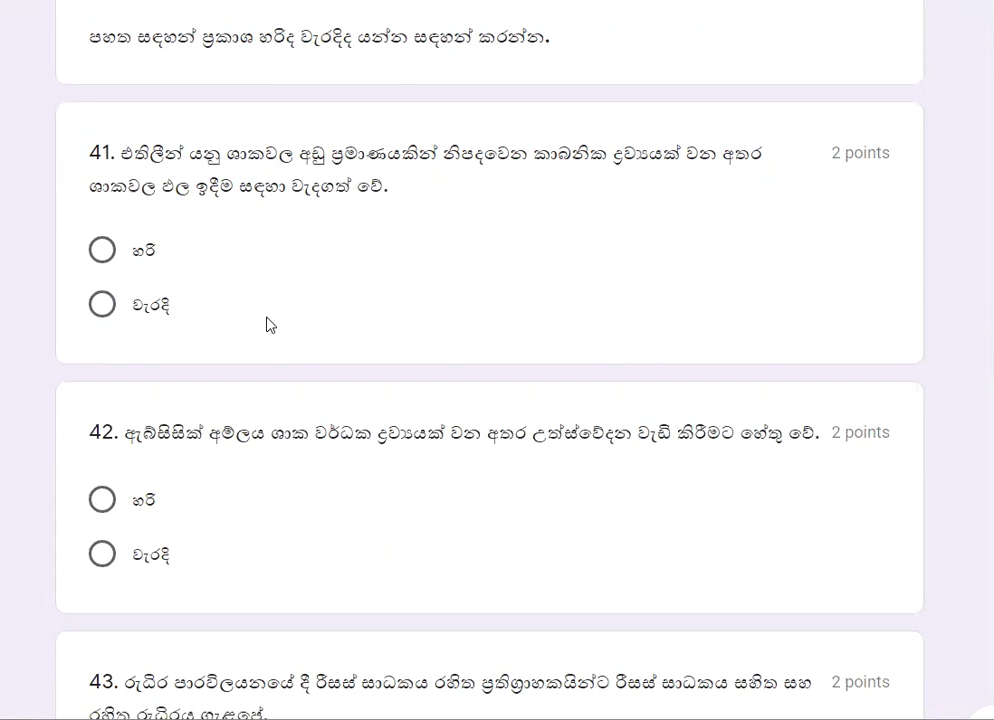 පහත සඳහන් ප්‍රකාශ හරිද වැරදිද යන්න සඳහන් කරන්න.
41. එතිලීන් යනු ශාකවල අඩු ප්‍රමාණයකින් නිපදවෙන කාබනික ද්‍රව්‍යයක් වන අතර 2 points
ශාකවල ඵල ඉදීම සඳහා වැදගත් වේ.
හරි
වැරදි
42. ඇබ්සිසික් අම්ලය ශාක වර්ධක ද්‍රව්‍යයක් වන අතර උත්ස්වේදන වැඩි කිරීමට හේතු වේ. 2 points
හරි
වැරදි
43. රුධිර පාරවිලයනයේ දී රීසස් සාධකය රහිත ප්‍රතිග්‍රාහකයින්ට රීසස් සාධකය සහිත සහ 2 points
රහිත රුධිරය ගැළපේ.